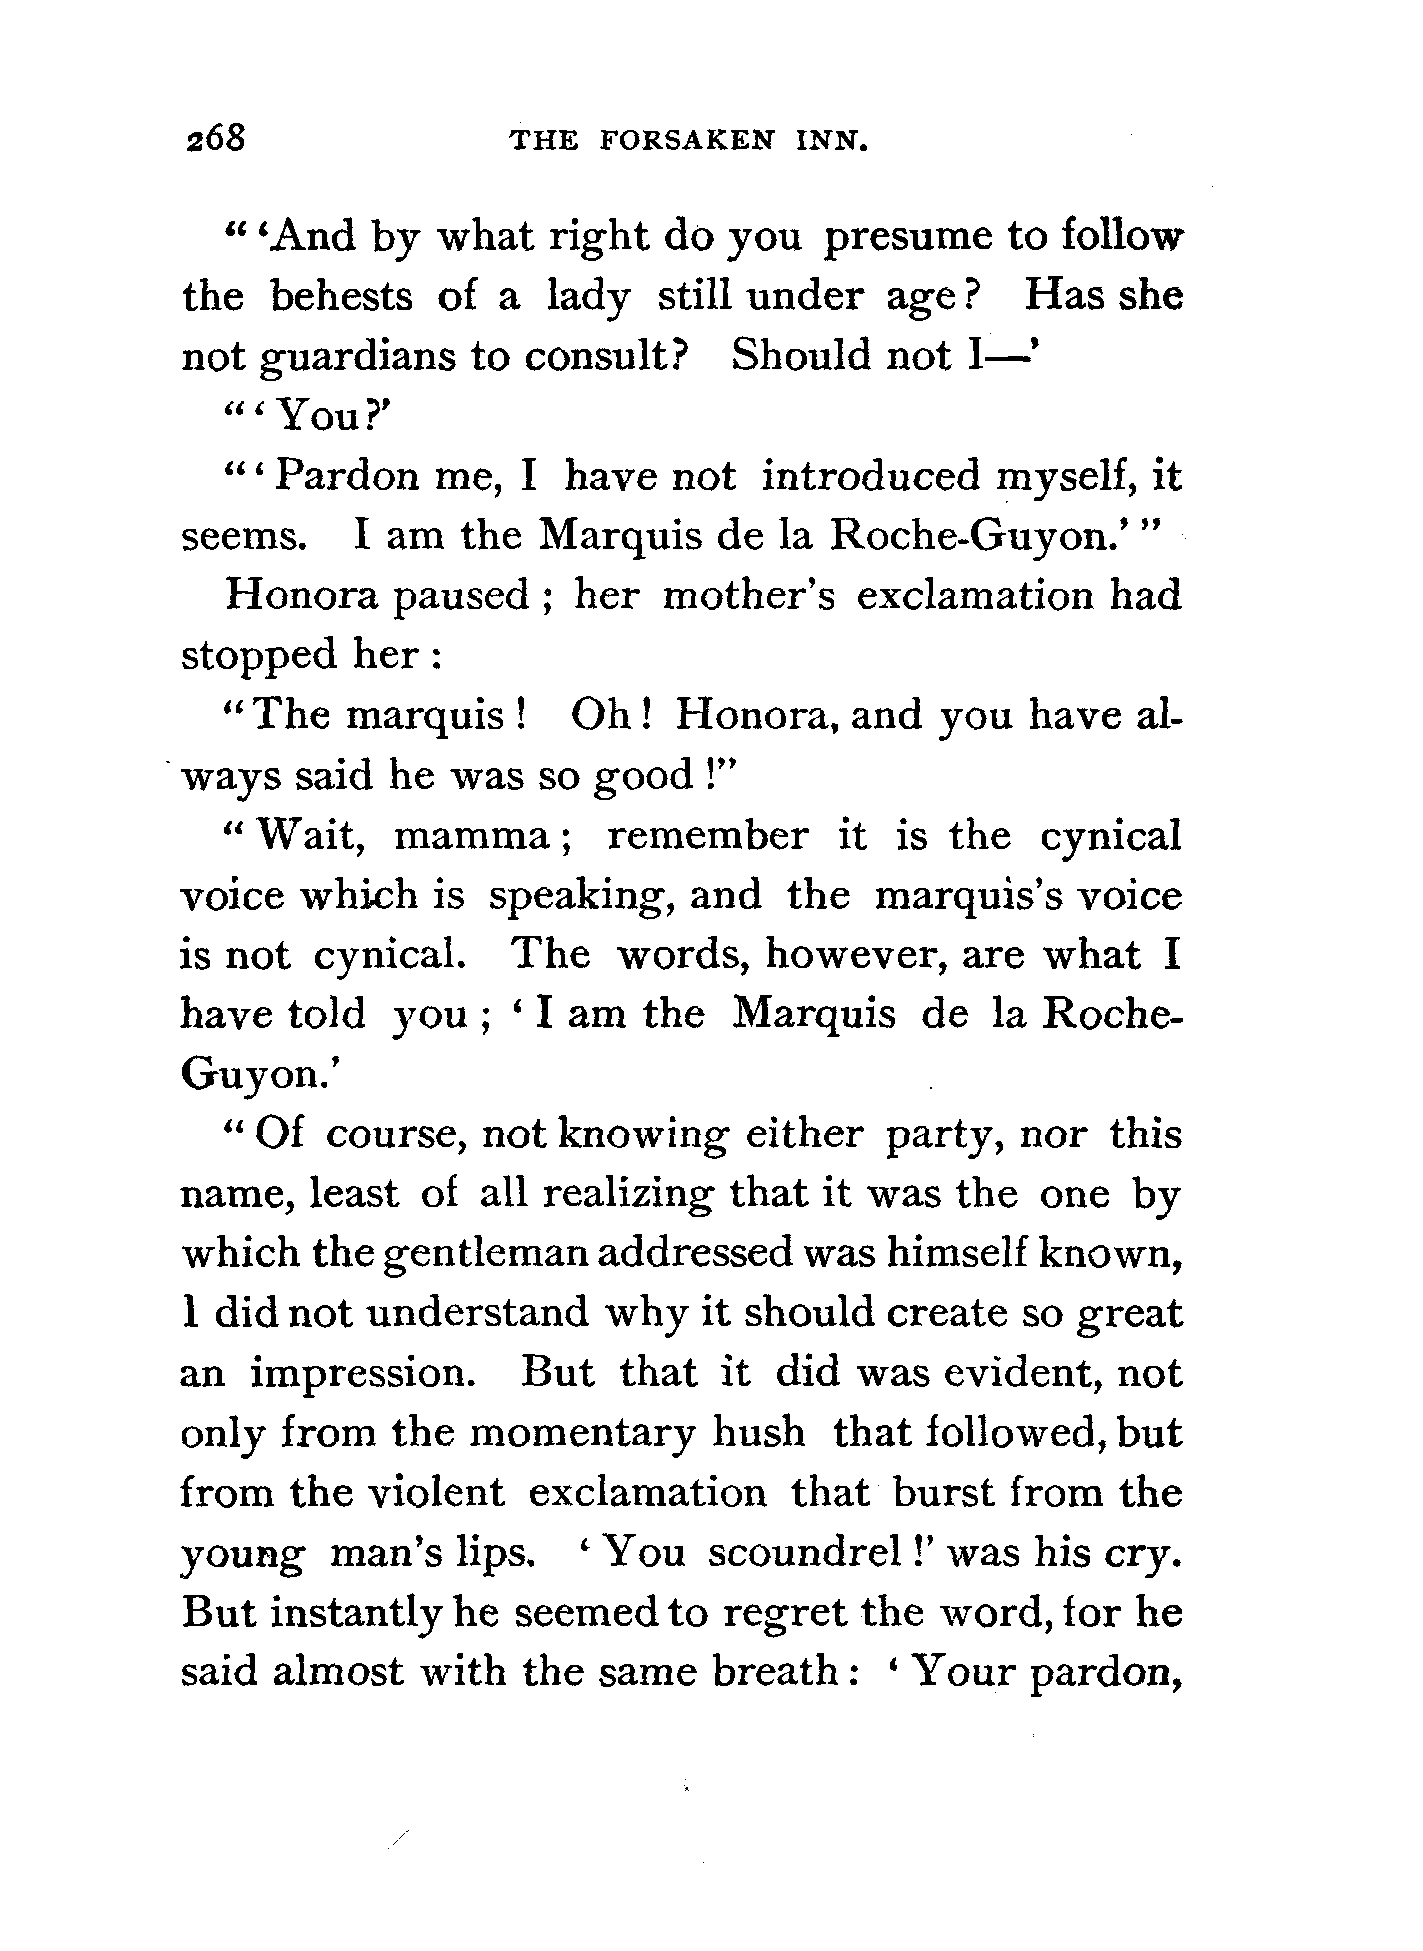 268 THE FORSAKEN INN.
“ ‘And by what right do you presume to follow
the behests of a lady still under age? Has she
not guardians to consult? Should not I—’
“ ‘ You?’
“ ‘ Pardon me, I have not introduced myself, it
seems. I am the Marquis de la Roche-Guyon.’ ”
Honora paused ; her mother’s exclamation had
stopped her :
“ The marquis ! Oh ! Honora, and you have al-
ways said he was so good !”
“ Wait, mamma ; remember it is the cynical
voice which is speaking, and the marquis’s voice
is not cynical. The words, however, are what I
have told you ; ‘ I am the Marquis de la Roche-
Guyon.’
“ Of course, not knowing either party, nor this
name, least of all realizing that it was the one by
which the gentleman addressed was himself known,
I did not understand why it should create so great
an impression. But that it did was evident, not
only from the momentary hush that followed, but
from the violent exclamation that burst from the
young man’s lips. ‘ You scoundrel !’ was his cry.
But instantly he seemed to regret the word, for he
said almost with the same breath : ‘ Your pardon,